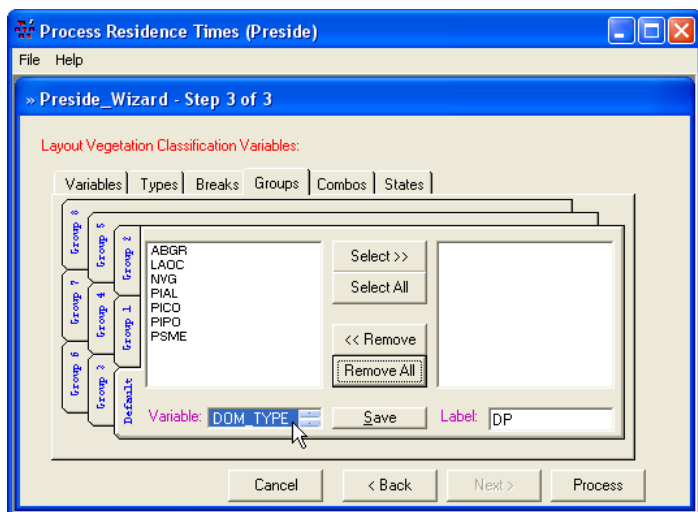 Process Residence Times (Preside)
File Help
» Preside_Wizard - Step 3 of 3
Layout Vegetation Classification Variables:
Variables Types Breaks Groups Combos States
Group 8
Group 7
Group 6
Group 5
Group 4
Group 3
Group 2
Group 1
Default
ABGR
LAOC
NVG
PIAL
PICO
PIPO
PSME
Select >>
Select All
<< Remove
Remove All
Variable: DOM_TYPE Save Label: DP
Cancel < Back Next > Process